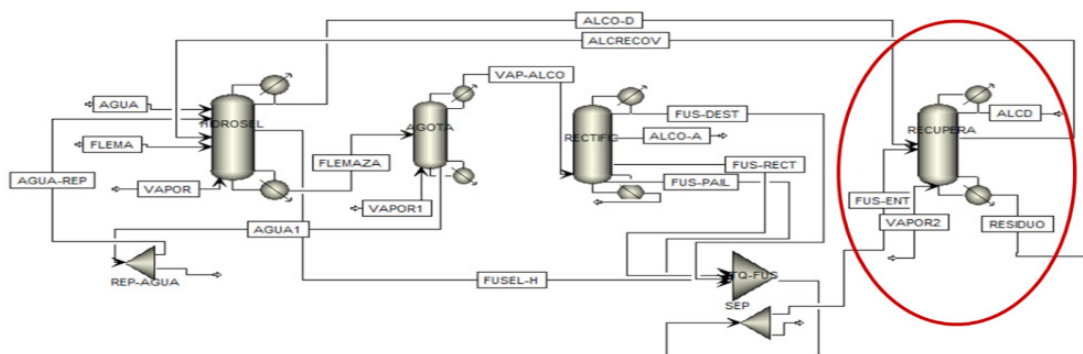 ALCO-D
ALCRECOV
VAP-ALCO
AGUA
HIDROSEL
AGOTA
RECTIFIC
FUS-DEST
ALCO-A
RECUPERA
ALCD
FLEMA
FLEMAZA
FUS-RECT
AGUA-REP
VAPOR
FUS-PAIL
FUS-ENT
VAPOR1
VAPOR2
RESIDUO
AGUA1
REP-AGUA
FUSEL-H
TQ-FUS
SEP